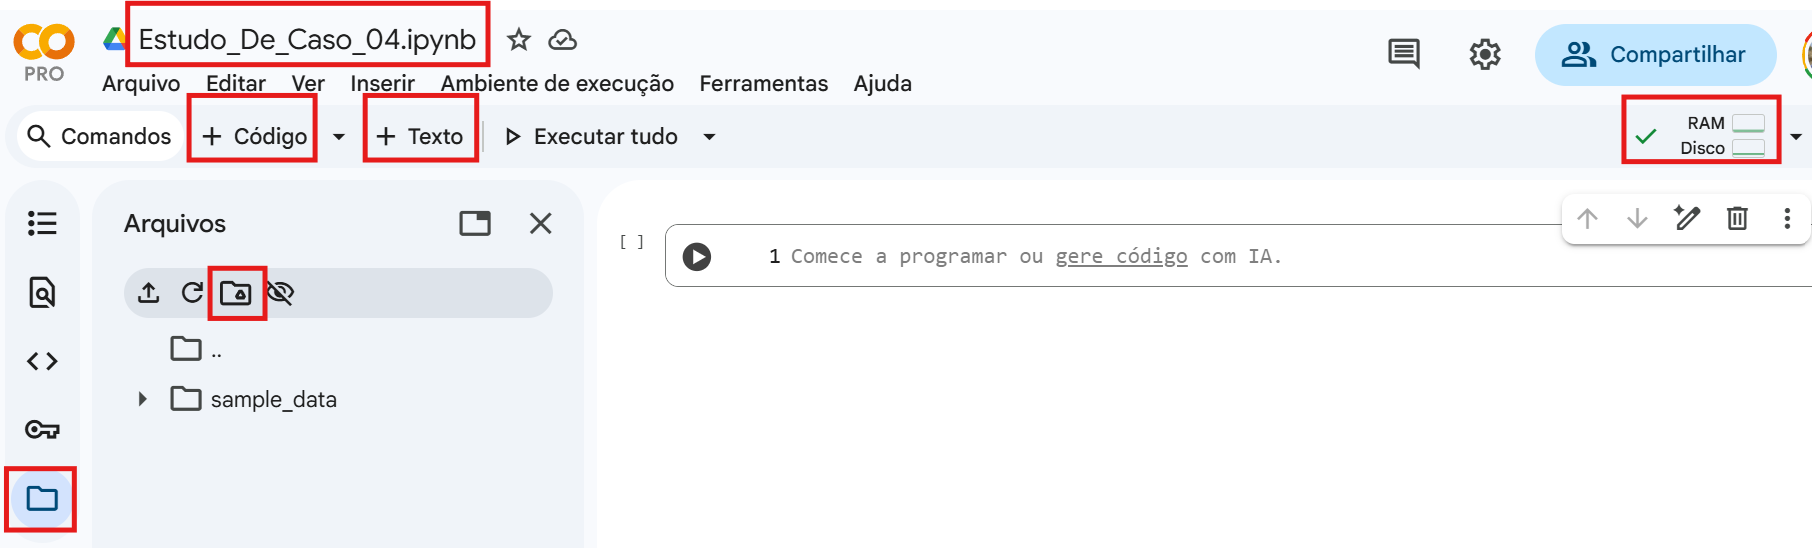 Estudo_De_Caso_04.ipynb
PRO
Arquivo Editar Ver Inserir Ambiente de execução Ferramentas Ajuda
Compartilhar
Comandos + Código + Texto Executar tudo
RAM
Disco
Arquivos
[ ] 1 Comece a programar ou gere código com IA.
..
sample_data